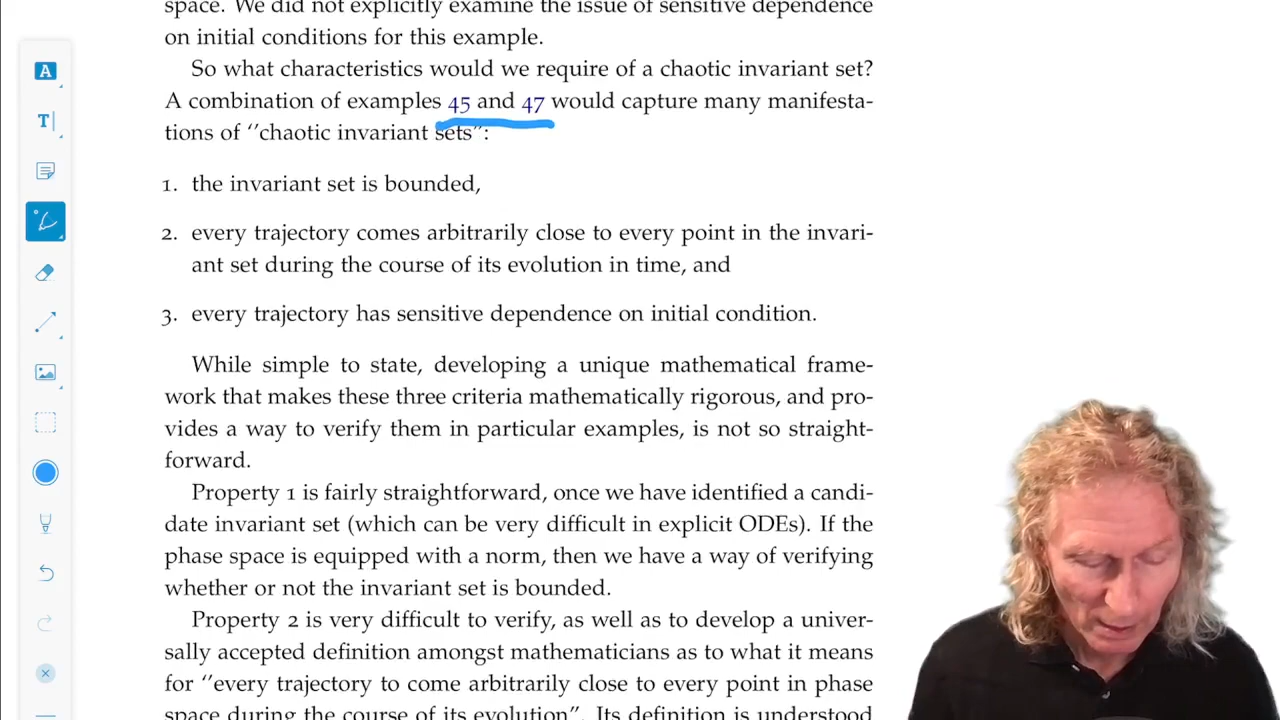 space. We did not explicitly examine the issue of sensitive dependence
on initial conditions for this example.
So what characteristics would we require of a chaotic invariant set?
A combination of examples 45 and 47 would capture many manifesta-
tions of ‘’chaotic invariant sets”:
1. the invariant set is bounded,
2. every trajectory comes arbitrarily close to every point in the invari-
ant set during the course of its evolution in time, and
3. every trajectory has sensitive dependence on initial condition.
While simple to state, developing a unique mathematical frame-
work that makes these three criteria mathematically rigorous, and pro-
vides a way to verify them in particular examples, is not so straight-
forward.
Property 1 is fairly straightforward, once we have identified a candi-
date invariant set (which can be very difficult in explicit ODEs). If the
phase space is equipped with a norm, then we have a way of verifying
whether or not the invariant set is bounded.
Property 2 is very difficult to verify, as well as to develop a univer-
sally accepted definition amongst mathematicians as to what it means
for ‘’every trajectory to come arbitrarily close to every point in phase
space during the course of its evolution”. Its definition is understood
A
T